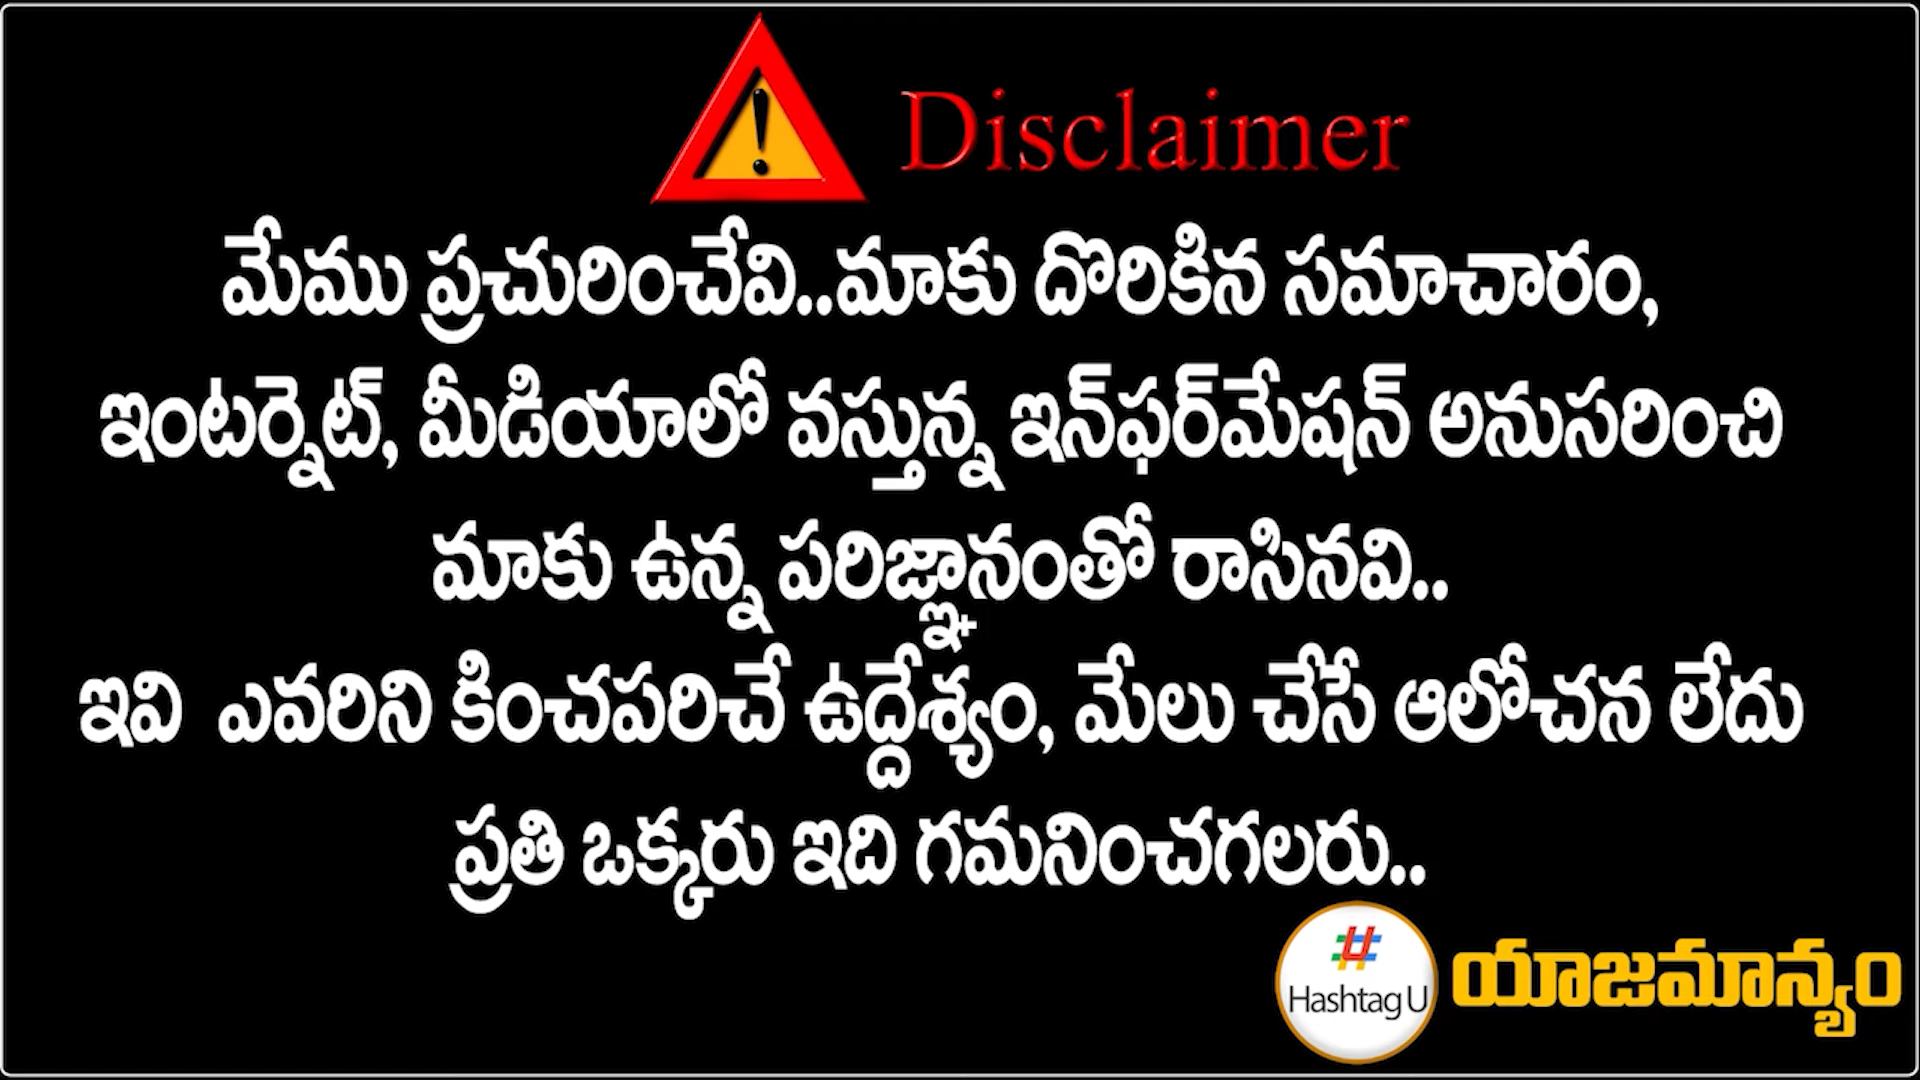 Disclaimer
మేము ప్రచురించేవి..మాకు దొరికిన సమాచారం,
ఇంటర్నెట్, మీడియాలో వస్తున్న ఇన్‌ఫర్‌మేషన్ అనుసరించి
మాకు ఉన్న పరిజ్ఞానంతో రాసినవి..
ఇవి ఎవరిని కించపరిచే ఉద్దేశ్యం, మేలు చేసే ఆలోచన లేదు
ప్రతి ఒక్కరు ఇది గమనించగలరు..
Hashtag U యాజమాన్యం